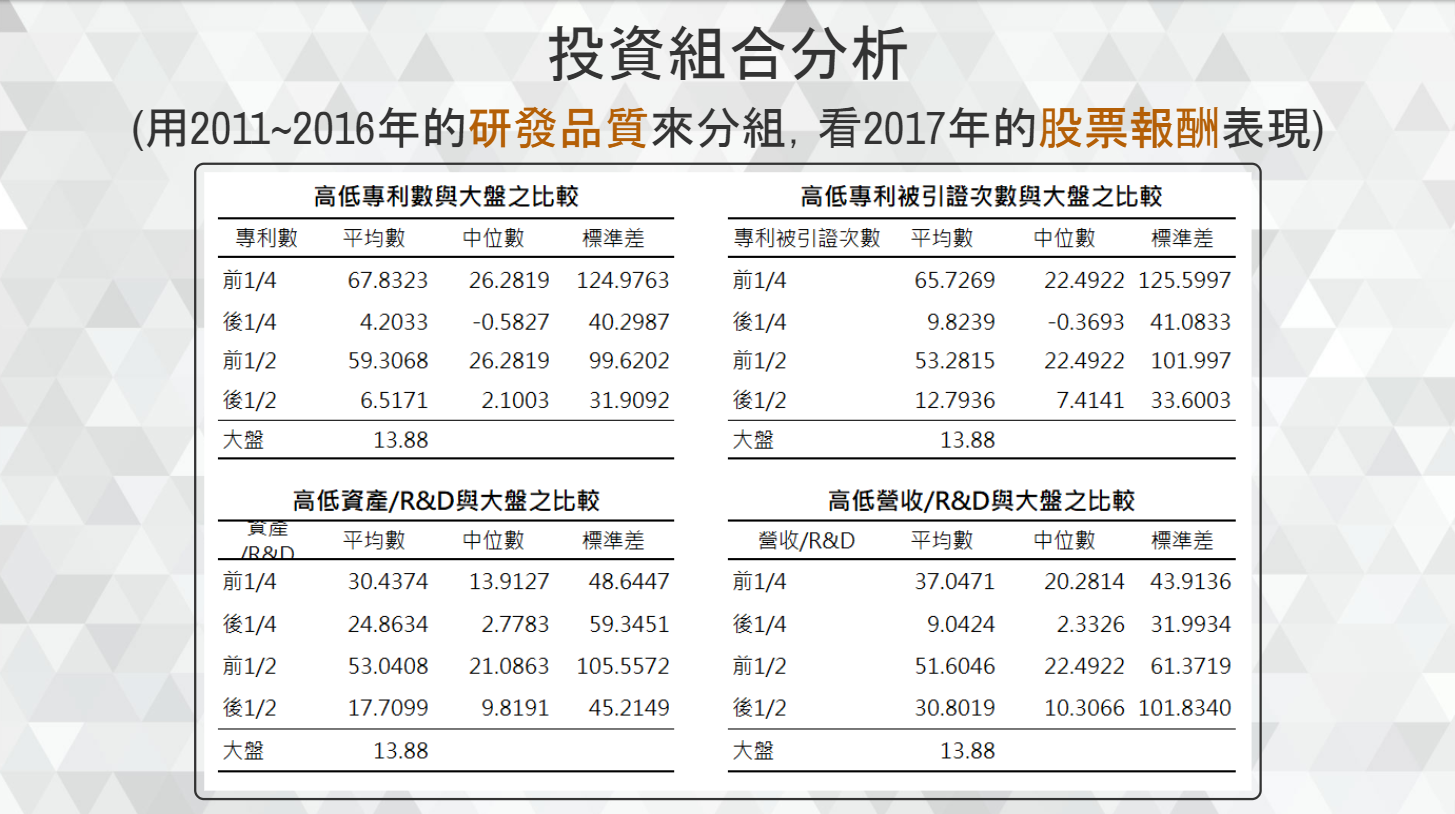 投資組合分析
(用2011~2016年的研發品質來分組, 看2017年的股票報酬表現)
高低專利數與大盤之比較
專利數 平均數 中位數 標準差
前1/4 67.8323 26.2819 124.9763
後1/4 4.2033 -0.5827 40.2987
前1/2 59.3068 26.2819 99.6202
後1/2 6.5171 2.1003 31.9092
大盤 13.88
高低專利被引證次數與大盤之比較
專利被引證次數 平均數 中位數 標準差
前1/4 65.7269 22.4922 125.5997
後1/4 9.8239 -0.3693 41.0833
前1/2 53.2815 22.4922 101.997
後1/2 12.7936 7.4141 33.6003
大盤 13.88
高低資產/R&D與大盤之比較
資產
/R&D 平均數 中位數 標準差
前1/4 30.4374 13.9127 48.6447
後1/4 24.8634 2.7783 59.3451
前1/2 53.0408 21.0863 105.5572
後1/2 17.7099 9.8191 45.2149
大盤 13.88
高低營收/R&D與大盤之比較
營收/R&D 平均數 中位數 標準差
前1/4 37.0471 20.2814 43.9136
後1/4 9.0424 2.3326 31.9934
前1/2 51.6046 22.4922 61.3719
後1/2 30.8019 10.3066 101.8340
大盤 13.88